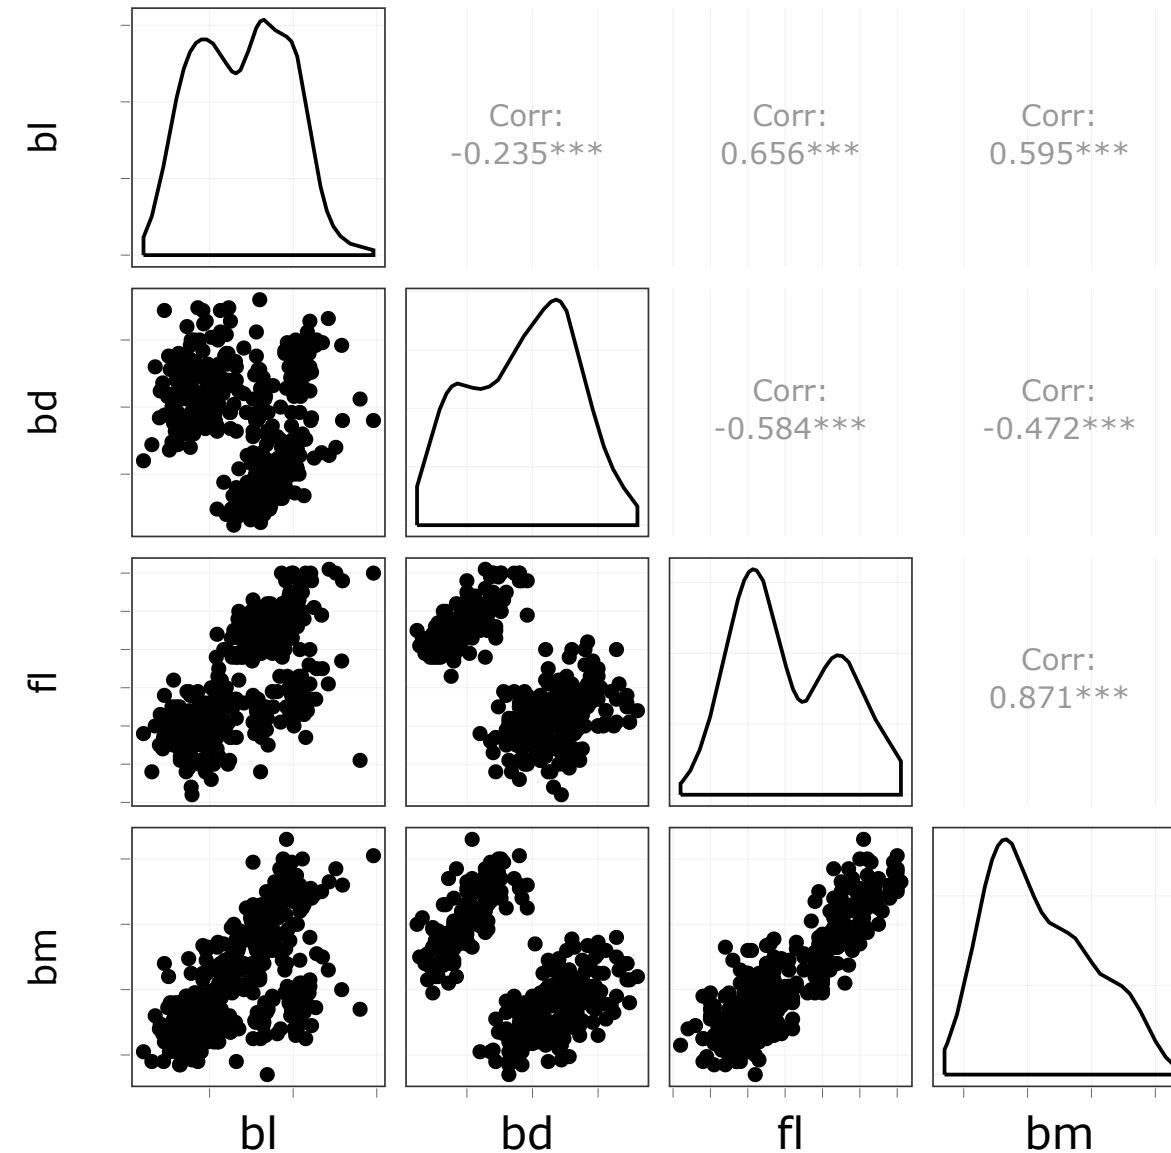 bl
Corr:
-0.235***
Corr:
0.656***
Corr:
0.595***
bd
Corr:
-0.584***
Corr:
-0.472***
fl
Corr:
0.871***
bm
bl
bd
fl
bm